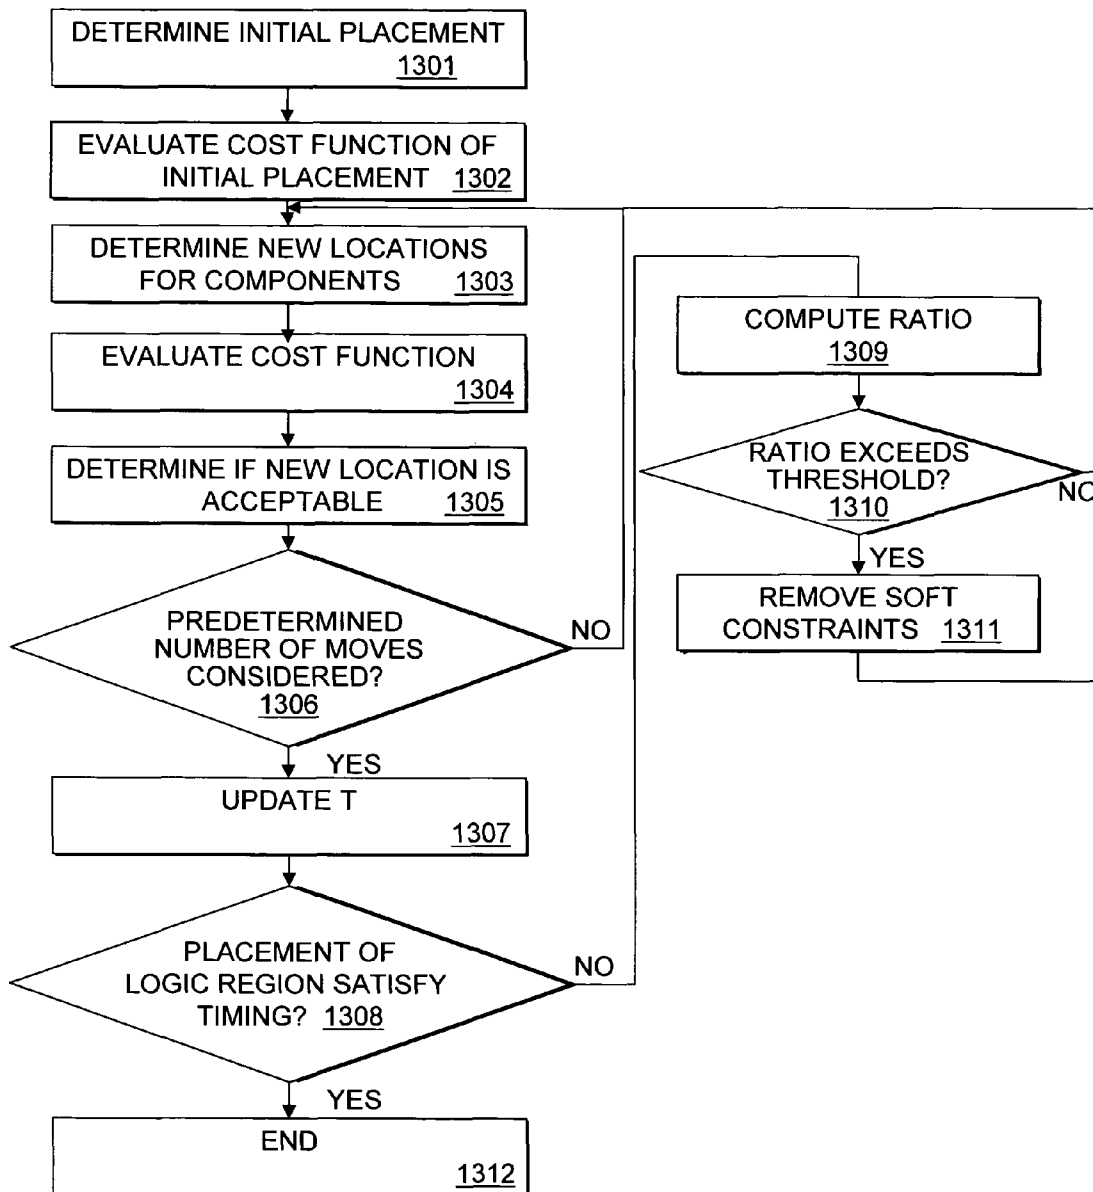 DETERMINE INITIAL PLACEMENT
1301
EVALUATE COST FUNCTION OF
INITIAL PLACEMENT 1302
DETERMINE NEW LOCATIONS
FOR COMPONENTS 1303
EVALUATE COST FUNCTION
1304
DETERMINE IF NEW LOCATION IS
ACCEPTABLE 1305
PREDETERMINED
NUMBER OF MOVES
CONSIDERED?
1306
NO
YES
UPDATE T
1307
PLACEMENT OF
LOGIC REGION SATISFY
TIMING? 1308
NO
YES
END
1312
COMPUTE RATIO
1309
RATIO EXCEEDS
THRESHOLD?
1310
NO
YES
REMOVE SOFT
CONSTRAINTS 1311